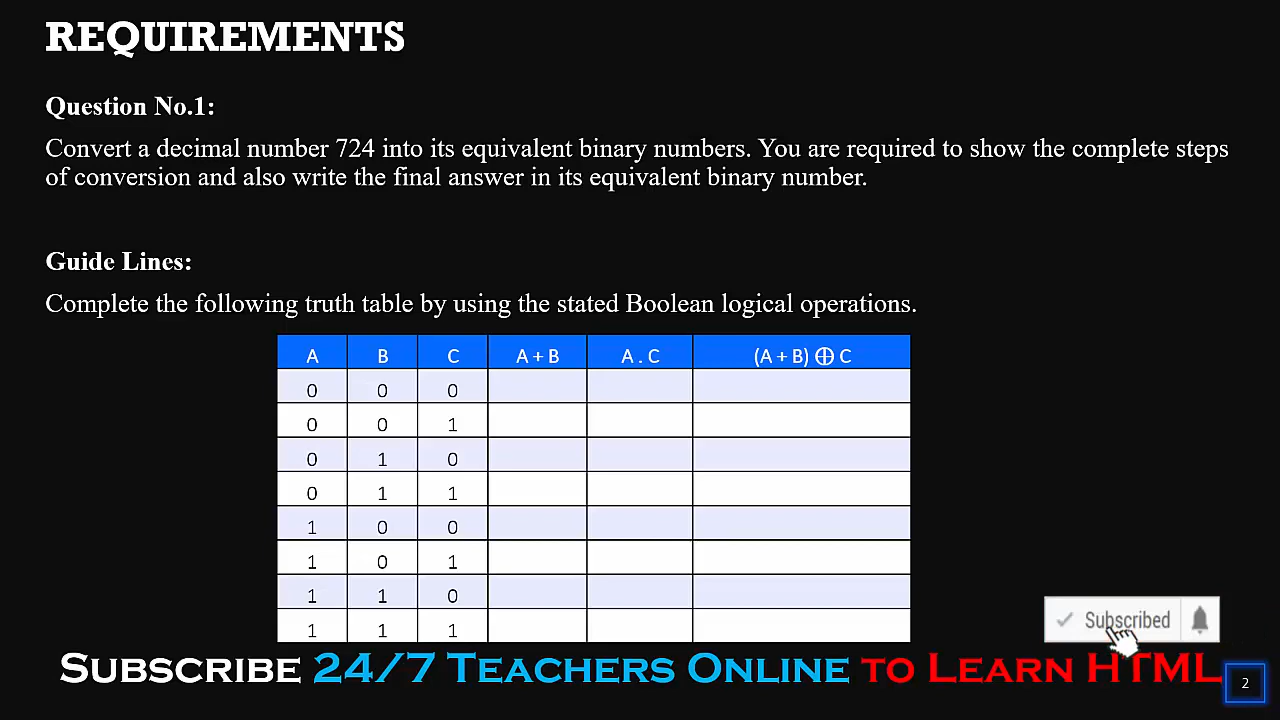 REQUIREMENTS
Question No.1:
Convert a decimal number 724 into its equivalent binary numbers. You are required to show the complete steps
of conversion and also write the final answer in its equivalent binary number.
Guide Lines:
Complete the following truth table by using the stated Boolean logical operations.
A B C A + B A . C (A + B) ⊕ C
0 0 0
0 0 1
0 1 0
0 1 1
1 0 0
1 0 1
1 1 0
1 1 1
Subscribed
SUBSCRIBE 24/7 TEACHERS ONLINE TO LEARN HTML
2